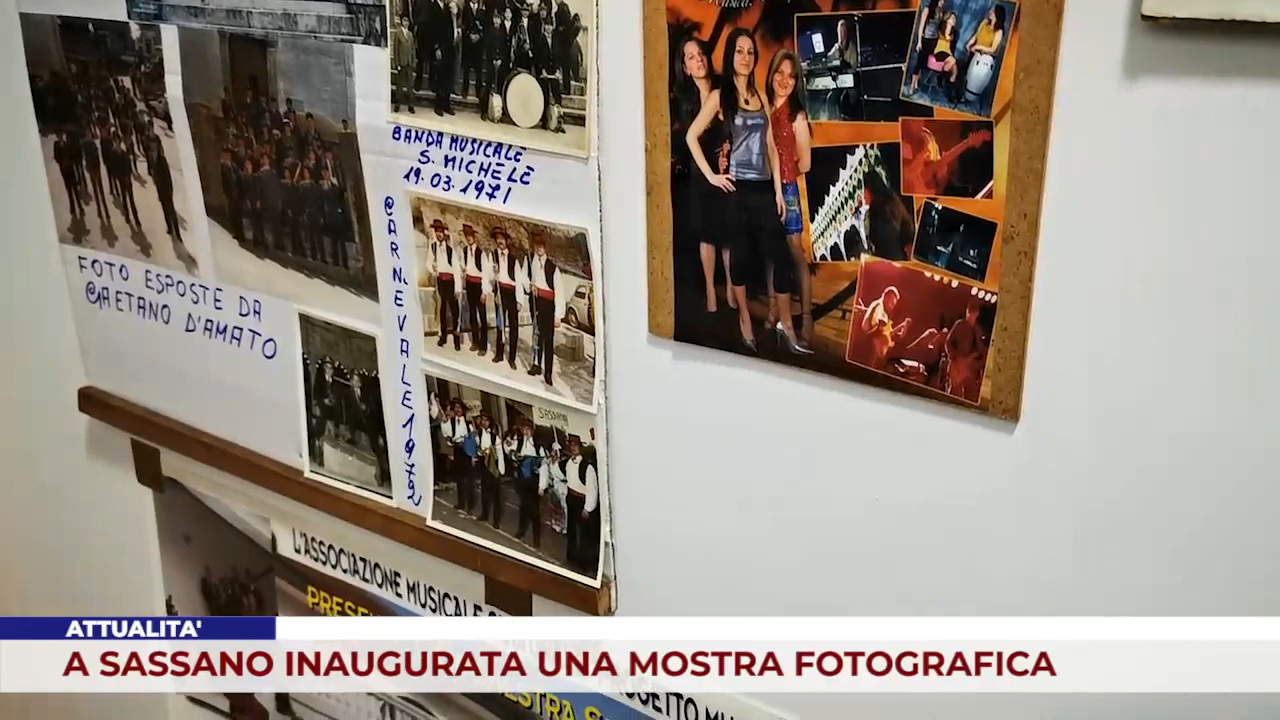 BANDA MUSICALE
S. MICHELE
19.03.1971
CARNEVALE 1972
FOTO ESPOSTE DA
GAETANO D'AMATO
SASSANO
L'ASSOCIAZIONE MUSICALE
ATTUALITA'
A SASSANO INAUGURATA UNA MOSTRA FOTOGRAFICA